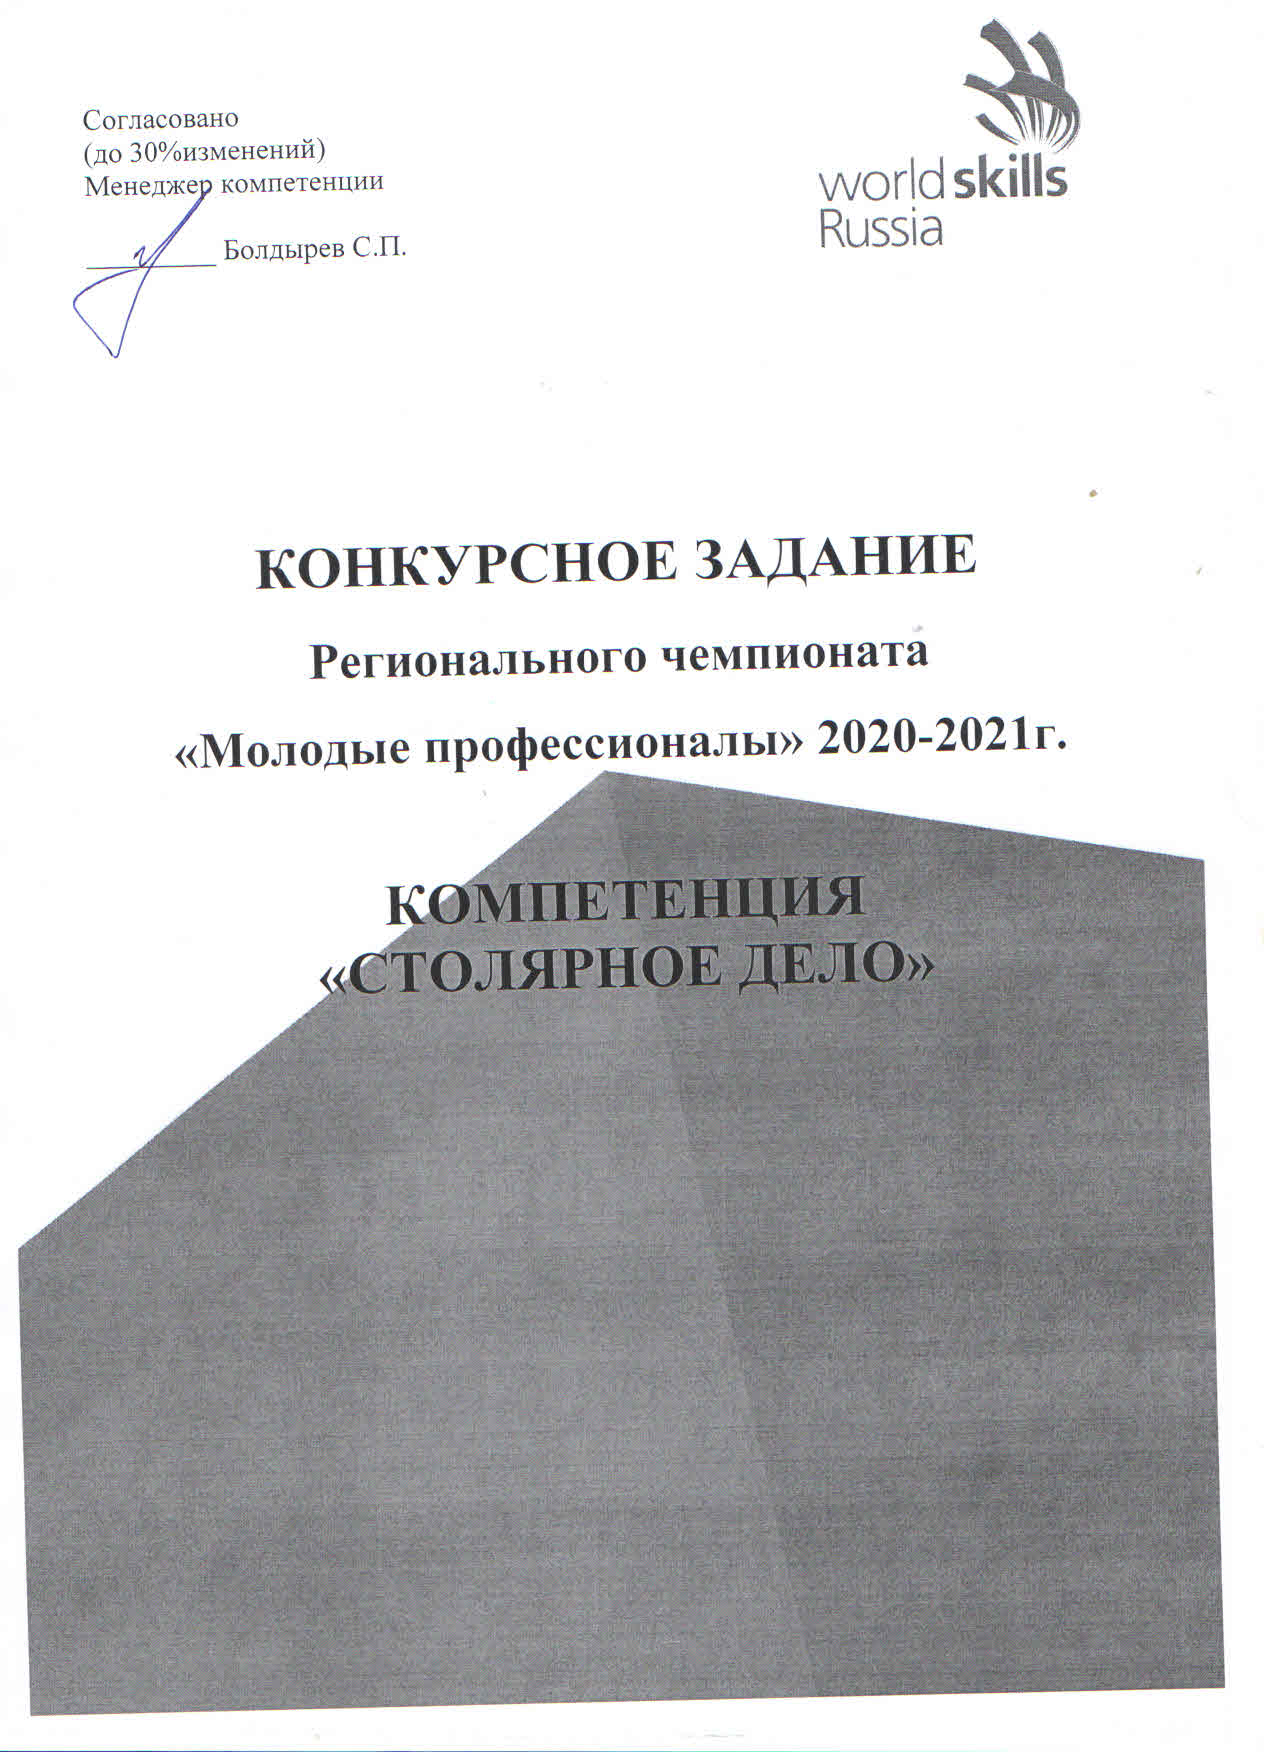 Согласовано
(до 30%изменений)
Менеджер компетенции
Болдырев С.П.
world skills
Russia
КОНКУРСНОЕ ЗАДАНИЕ
Регионального чемпионата
«Молодые профессионалы» 2020-2021г.
КОМПЕТЕНЦИЯ
«СТОЛЯРНОЕ ДЕЛО»